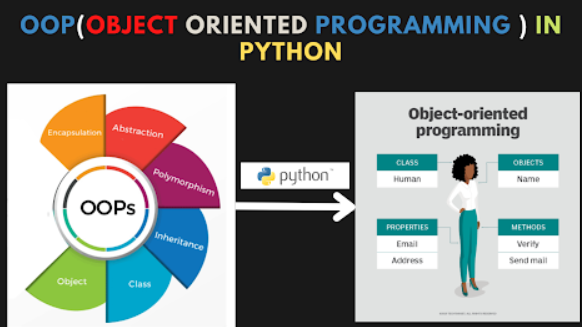 OOP(OBJECT ORIENTED PROGRAMMING ) IN
PYTHON
Encapsulation
Abstraction
Polymorphism
Inheritance
Class
Object
OOPs
python
Object-oriented
programming
CLASS
Human
OBJECTS
Name
PROPERTIES
Email
Address
METHODS
Verify
Send mail